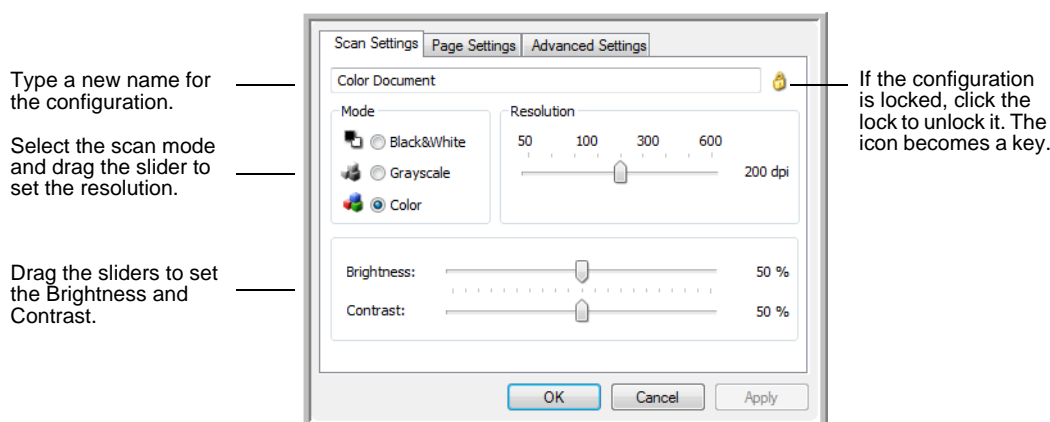 Scan Settings Page Settings Advanced Settings
Type a new name for
the configuration.
Color Document
If the configuration
is locked, click the
lock to unlock it. The
icon becomes a key.
Select the scan mode
and drag the slider to
set the resolution.
Mode
Black&White
Grayscale
Color
Resolution
50 100 300 600
200 dpi
Drag the sliders to set
the Brightness and
Contrast.
Brightness: 50 %
Contrast: 50 %
OK Cancel Apply